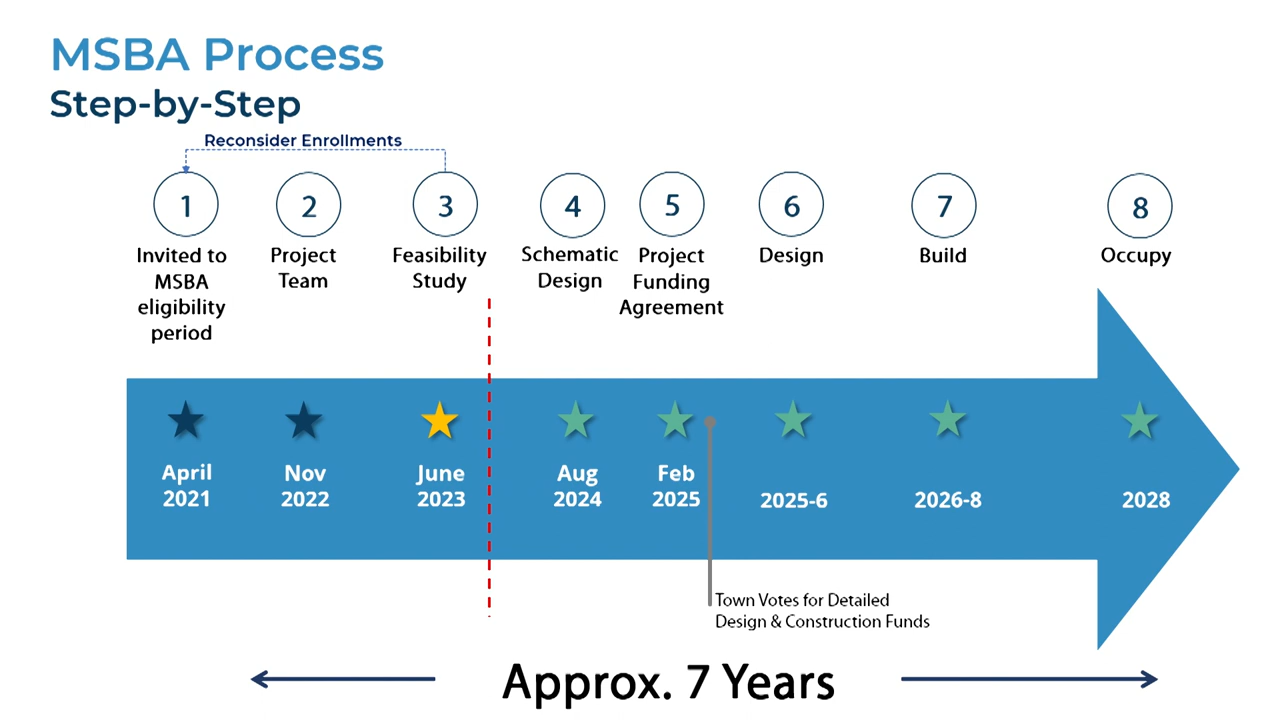 MSBA Process
Step-by-Step
Reconsider Enrollments
1
2
3
4
5
6
7
8
Invited to
MSBA
eligibility
period
Project
Team
Feasibility
Study
Schematic
Design
Project
Funding
Agreement
Design
Build
Occupy
April
2021
Nov
2022
June
2023
Aug
2024
Feb
2025
2025-6
2026-8
2028
Town Votes for Detailed
Design & Construction Funds
Approx. 7 Years